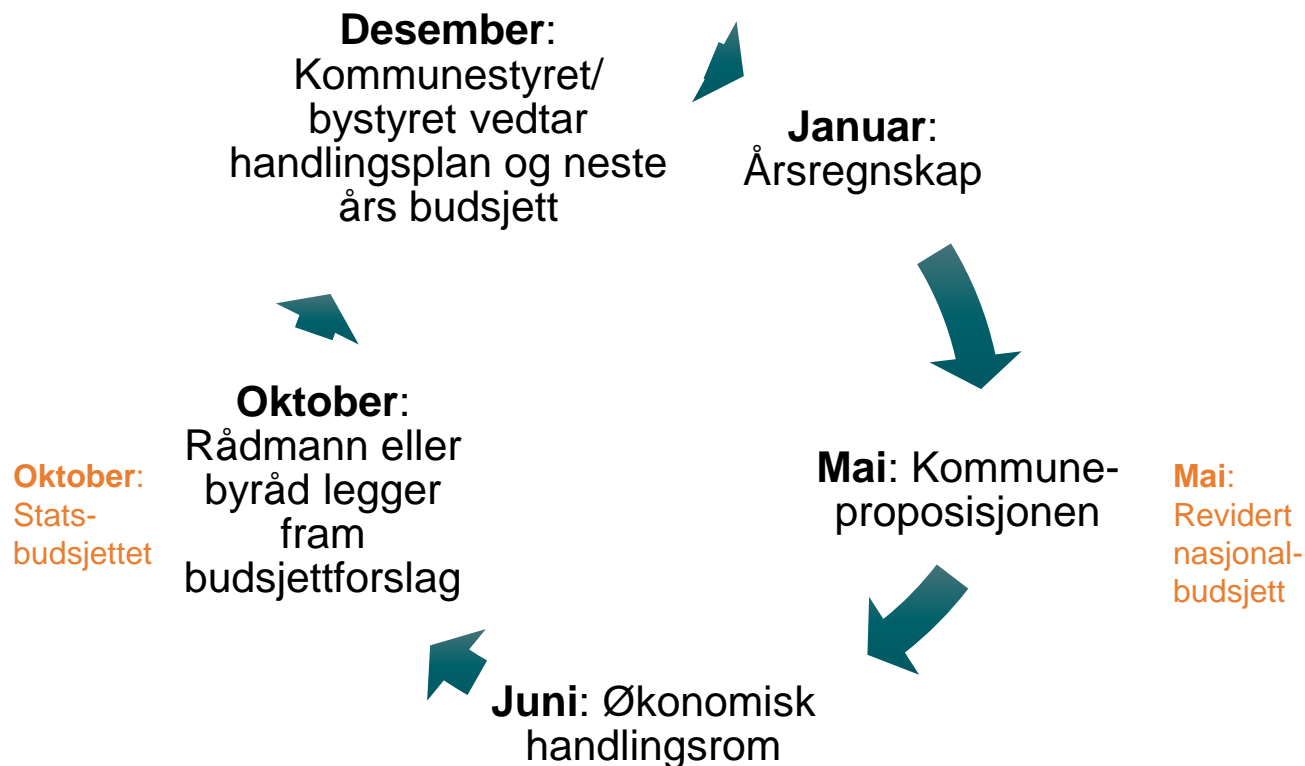 Desember:
Kommunestyret/
bystyret vedtar
handlingsplan og neste
års budsjett
Januar:
Årsregnskap
Mai: Kommune-
proposisjonen
Mai:
Revidert
nasjonal-
budsjett
Juni: Økonomisk
handlingsrom
Oktober:
Rådmann eller
byråd legger
fram
budsjettforslag
Oktober:
Stats-
budsjettet